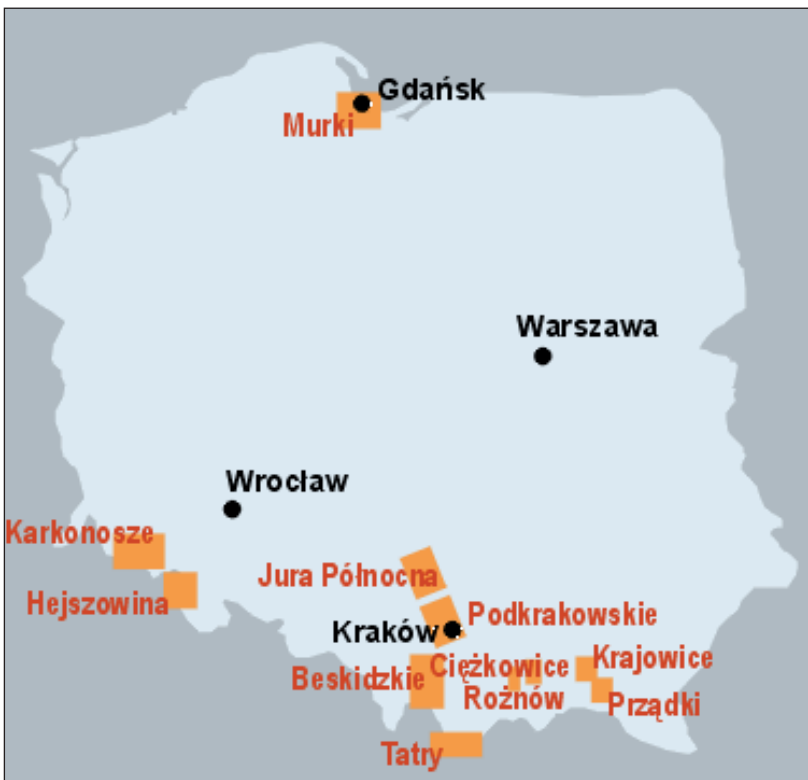 Gdańsk
Murki
Warszawa
Wrocław
Karkonosze
Jura Północna
Hejszowina
Podkrakowskie
Kraków
Ciężkowice
Krajowice
Beskidzkie
Rożnów
Prządki
Tatry